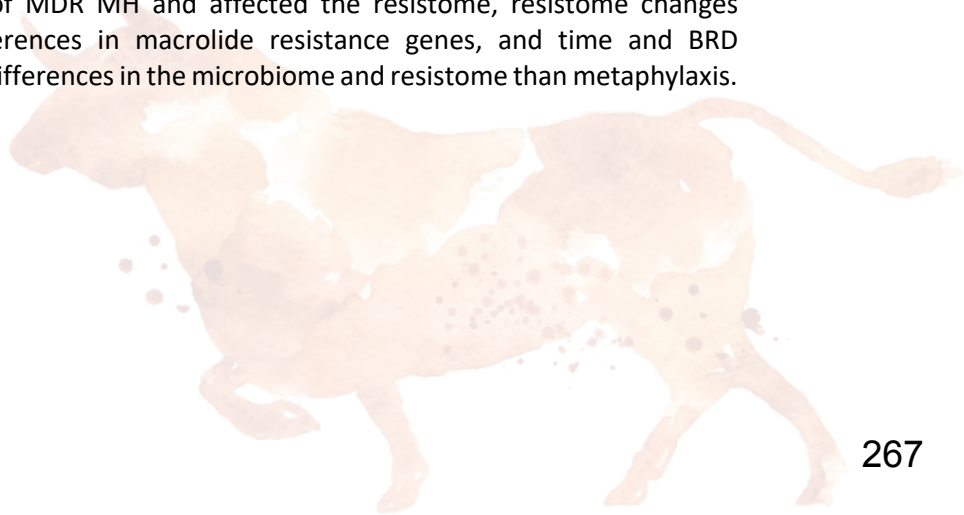 of MDR MH and affected the resistome, resistome changes
erences in macrolide resistance genes, and time and BRD
ifferences in the microbiome and resistome than metaphylaxis.
267